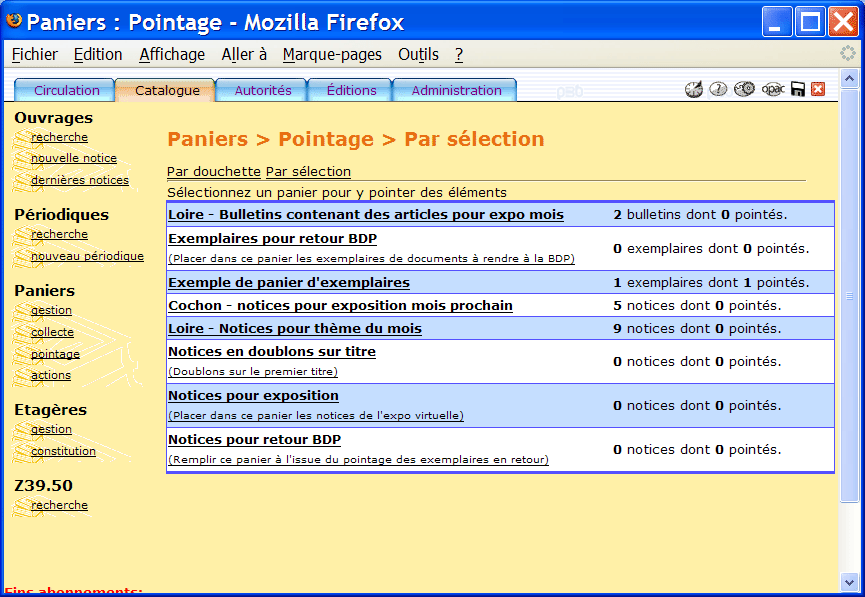 Paniers : Pointage - Mozilla Firefox
Fichier Edition Affichage Aller à Marque-pages Outils ?
Circulation Catalogue Autorités Éditions Administration pmb opac
Ouvrages
recherche
nouvelle notice
dernières notices
Périodiques
recherche
nouveau périodique
Paniers
gestion
collecte
pointage
actions
Etagères
gestion
constitution
Z39.50
recherche
Fins abonnements:
Paniers > Pointage > Par sélection
Par douchette Par sélection
Sélectionnez un panier pour y pointer des éléments
Loire - Bulletins contenant des articles pour expo mois 2 bulletins dont 0 pointés.
Exemplaires pour retour BDP
(Placer dans ce panier les exemplaires de documents à rendre à la BDP) 0 exemplaires dont 0 pointés.
Exemple de panier d'exemplaires 1 exemplaires dont 1 pointés.
Cochon - notices pour exposition mois prochain 5 notices dont 0 pointés.
Loire - Notices pour thème du mois 9 notices dont 0 pointés.
Notices en doublons sur titre
(Doublons sur le premier titre) 0 notices dont 0 pointés.
Notices pour exposition
(Placer dans ce panier les notices de l'expo virtuelle) 0 notices dont 0 pointés.
Notices pour retour BDP
(Remplir ce panier à l'issue du pointage des exemplaires en retour) 0 notices dont 0 pointés.